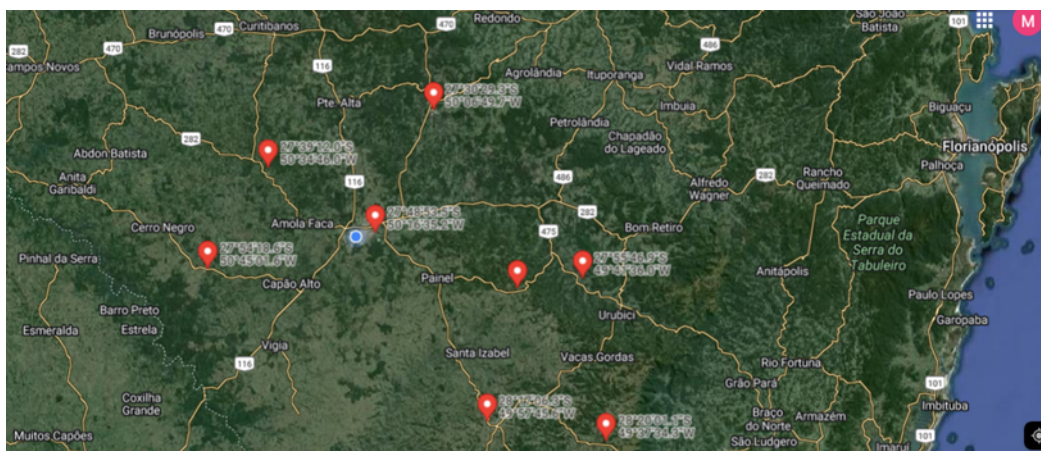 470
Redondo
São João
Batista
101
M
Brunópolis
470
Curitibanos
282
470
ampos Novos
116
486
Vidal Ramos
Agrolândia
Ituporanga
Pte. Alta
Imbuia
Biguaçu
Petrolândia
Chapadão
do Lageado
282
Abdon Batista
Florianópolis
Palhoça
Anita
Garibaldi
116
486
Alfredo
Wagner
282
Rancho
Queimado
Cerro Negro
Amola Faca
282
475
Bom Retiro
Parque
Estadual da
Serra do
Tabuleiro
Pinhal da Serra
Capão Alto
Painel
Anitápolis
Paulo Lopes
Barro Preto
Esmeralda
Estrela
Urubici
Garopaba
Vigia
116
Santa Izabel
Vacas Gordas
Rio Fortuna
Grão Pará
101
Coxilha
Grande
Imbituba
Braço
do Norte
Armazém
Muitos Capões
São Ludgero
101
Imaruí